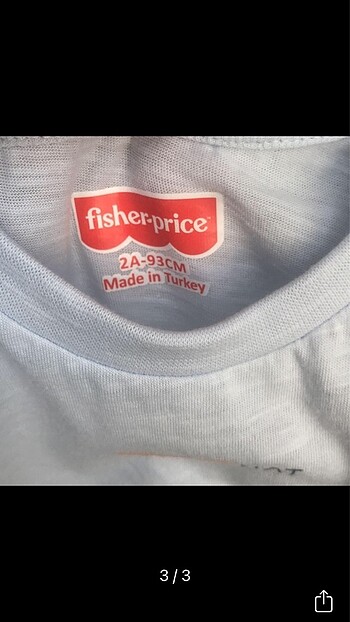 fisher-price
2A-93CM
Made in Turkey
3/3